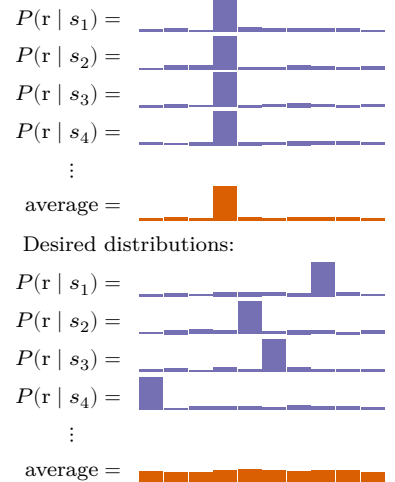 P(r | s₁) =
P(r | s₂) =
P(r | s₃) =
P(r | s₄) =
⋮
average =
Desired distributions:
P(r | s₁) =
P(r | s₂) =
P(r | s₃) =
P(r | s₄) =
⋮
average =